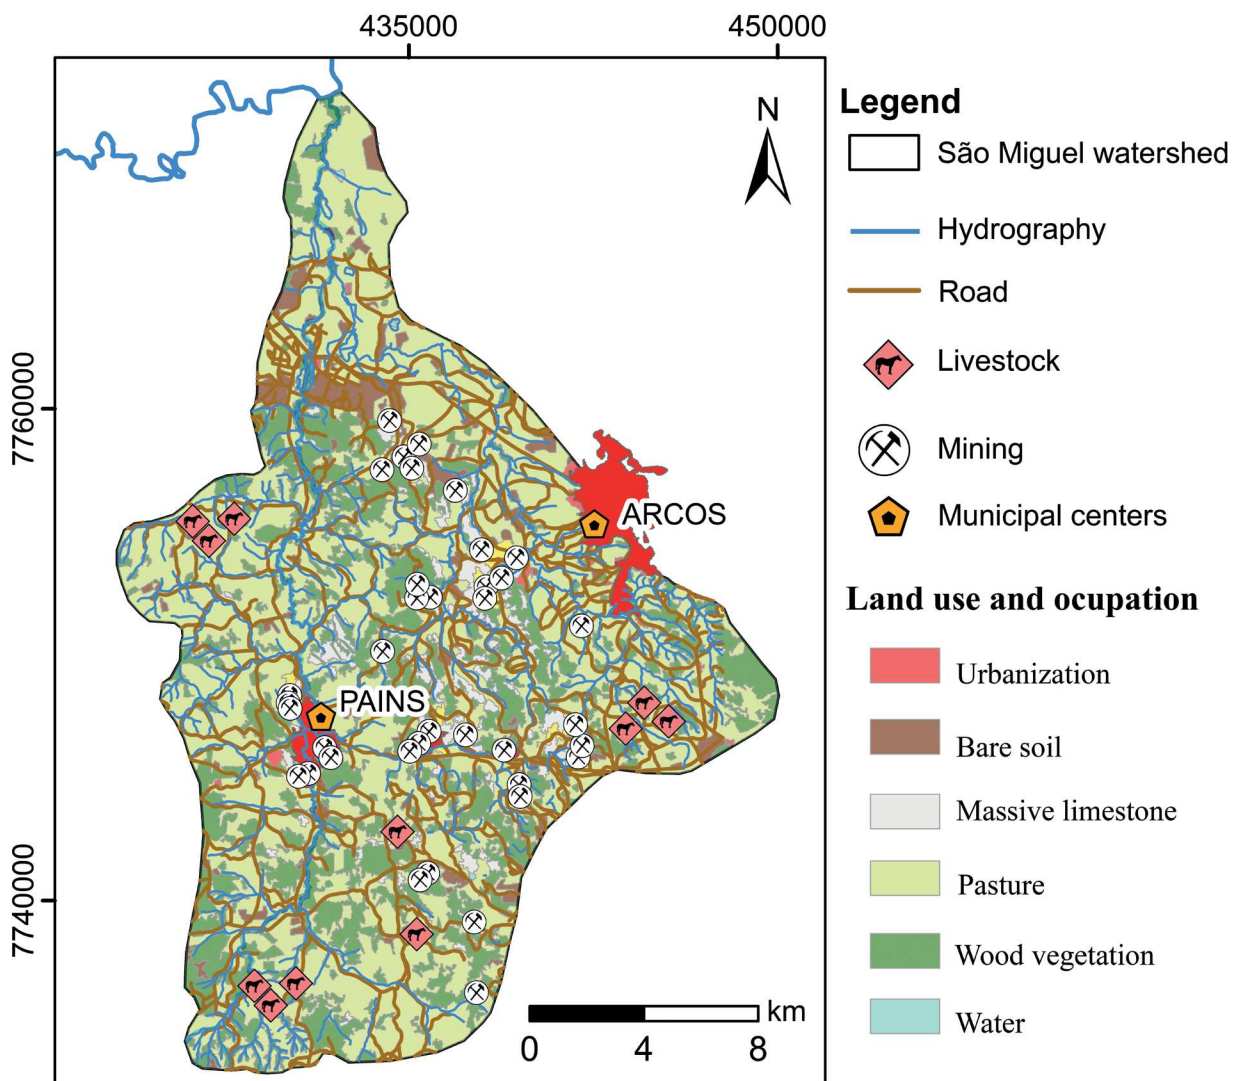 435000
450000
N
7760000
7740000
ARCOS
PAINS
km
0
4
8
Legend
São Miguel watershed
Hydrography
Road
Livestock
Mining
Municipal centers
Land use and ocupation
Urbanization
Bare soil
Massive limestone
Pasture
Wood vegetation
Water